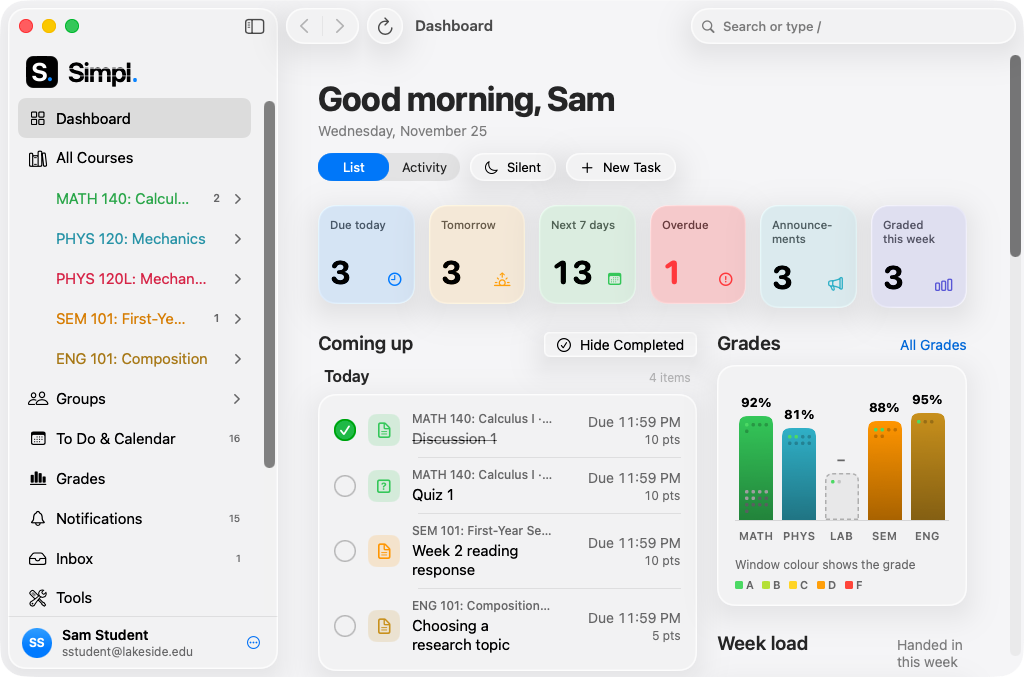 Dashboard
Search or type /
S.
Simpl.
Dashboard
All Courses
MATH 140: Calcul... 2
PHYS 120: Mechanics
PHYS 120L: Mechan...
SEM 101: First-Ye... 1
ENG 101: Composition
Groups
To Do & Calendar 16
Grades
Notifications 15
Inbox 1
Tools
SS
Sam Student
sstudent@lakeside.edu
Good morning, Sam
Wednesday, November 25
List Activity Silent + New Task
Due today
3
Tomorrow
3
Next 7 days
13
Overdue
1
Announce-
ments
3
Graded
this week
3
Coming up
Hide Completed
Today
4 items
MATH 140: Calculus I ·...
Discussion 1
Due 11:59 PM
10 pts
MATH 140: Calculus I ·...
Quiz 1
Due 11:59 PM
10 pts
SEM 101: First-Year Se...
Week 2 reading
response
Due 11:59 PM
10 pts
ENG 101: Composition...
Choosing a
research topic
Due 11:59 PM
5 pts
Grades
All Grades
92% 81% – 88% 95%
MATH PHYS LAB SEM ENG
Window colour shows the grade
A B C D F
Week load
Handed in
this week